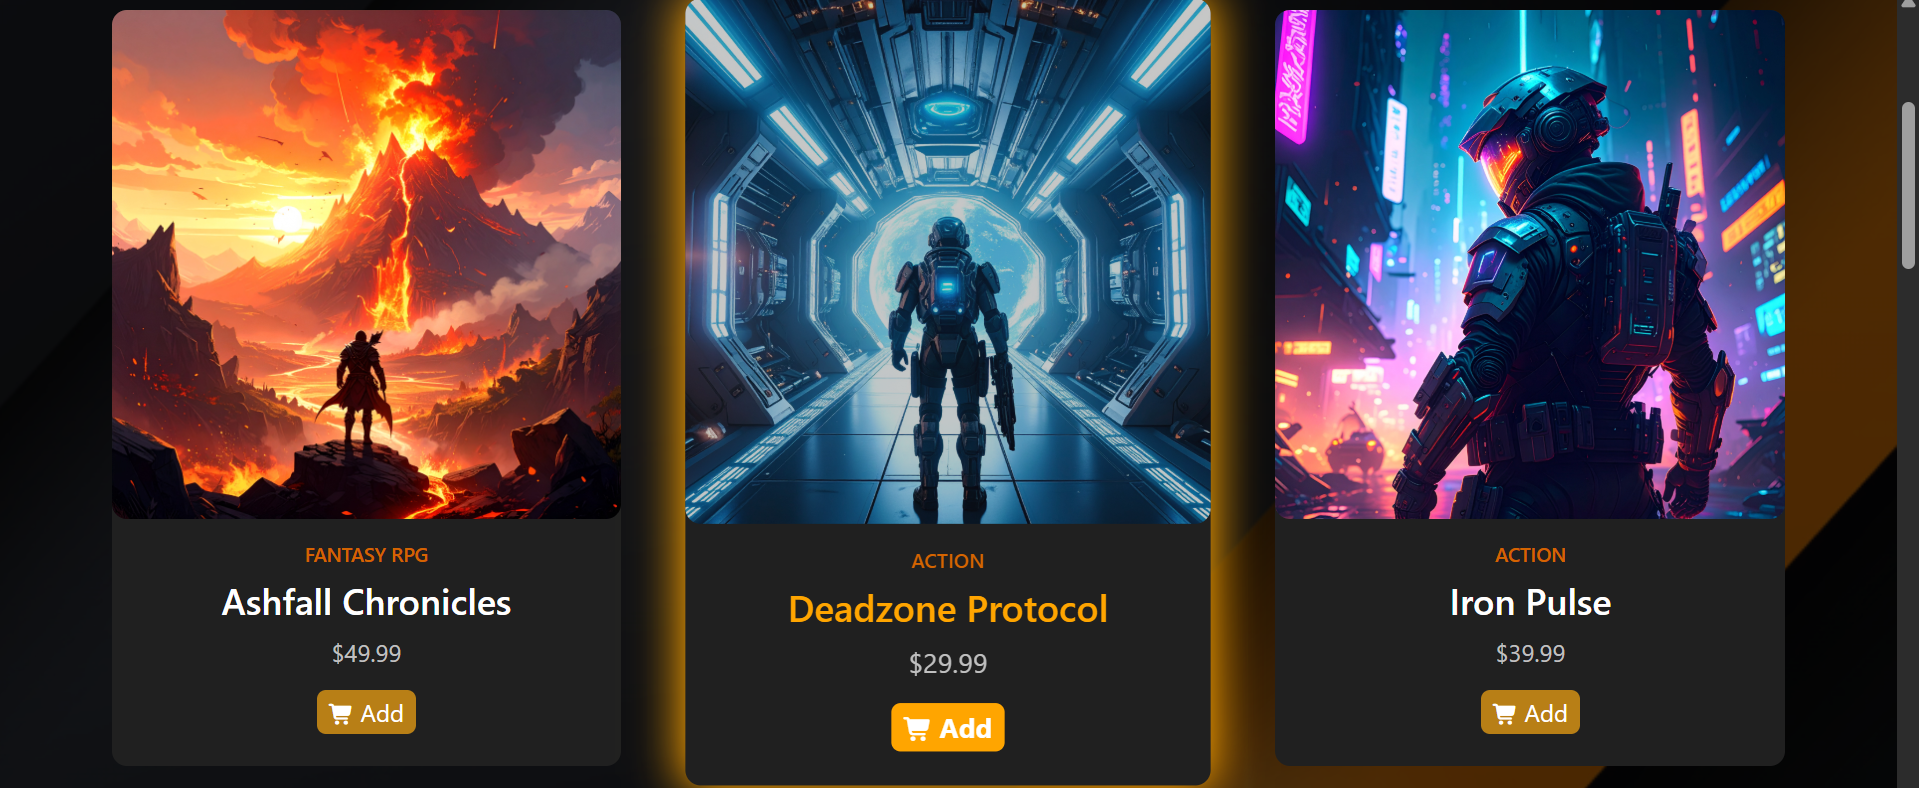 FANTASY RPG
Ashfall Chronicles
$49.99
Add
ACTION
Deadzone Protocol
$29.99
Add
ACTION
Iron Pulse
$39.99
Add